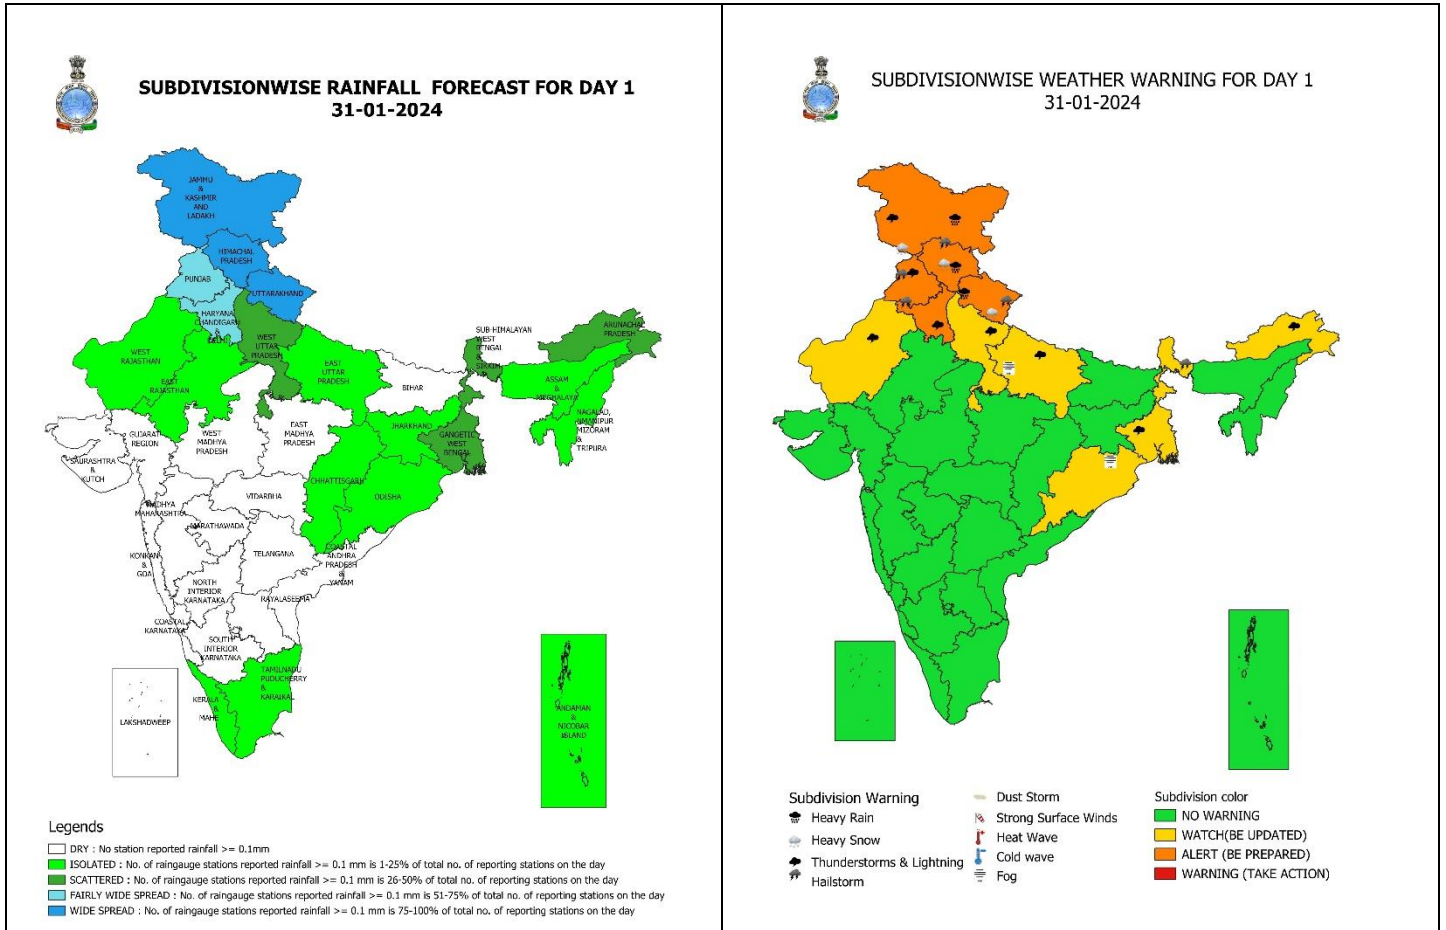 SUBDIVISIONWISE RAINFALL FORECAST FOR DAY 1
31-01-2024
JAMMU
&
KASHMIR
AND
LADAKH
HIMACHAL
PRADESH
PUNJAB
UTTARAKHAND
HARYANA
CHANDIGARH
&
DELHI
WEST
UTTAR
PRADESH
WEST
RAJASTHAN
EAST
RAJASTHAN
EAST
UTTAR
PRADESH
BIHAR
SUB-HIMALAYAN
WEST
BENGAL
&
SIKKIM
ARUNACHAL
PRADESH
ASSAM
&
MEGHALAYA
NAGALAD,
MANIPUR
MIZORAM
&
TRIPURA
JHARKHAND
GANGETIC
WEST
BENGAL
GUJARAT
REGION
WEST
MADHYA
PRADESH
EAST
MADHYA
PRADESH
SAURASHTRA
&
KUTCH
CHHATTISGARH
ODISHA
VIDARBHA
MADHYA
MAHARASHTRA
MARATHAWADA
TELANGANA
COASTAL
ANDHRA
PRADESH
&
YANAM
KONKAN
&
GOA
NORTH
INTERIOR
KARNATAKA
RAYALASEEMA
COASTAL
KARNATAKA
SOUTH
INTERIOR
KARNATAKA
TAMILNADU
PUDUCHERRY
&
KARAIKAL
KERALA
&
MAHE
LAKSHADWEEP
ANDAMAN
&
NICOBAR
ISLAND
Legends
DRY : No station reported rainfall >= 0.1mm
ISOLATED : No. of raingauge stations reported rainfall >= 0.1 mm is 1-25% of total no. of reporting stations on the day
SCATTERED : No. of raingauge stations reported rainfall >= 0.1 mm is 26-50% of total no. of reporting stations on the day
FAIRLY WIDE SPREAD : No. of raingauge stations reported rainfall >= 0.1 mm is 51-75% of total no. of reporting stations on the day
WIDE SPREAD : No. of raingauge stations reported rainfall >= 0.1 mm is 75-100% of total no. of reporting stations on the day
SUBDIVISIONWISE WEATHER WARNING FOR DAY 1
31-01-2024
Subdivision Warning
Heavy Rain
Heavy Snow
Thunderstorms & Lightning
Hailstorm
Dust Storm
Strong Surface Winds
Heat Wave
Cold wave
Fog
Subdivision color
NO WARNING
WATCH(BE UPDATED)
ALERT (BE PREPARED)
WARNING (TAKE ACTION)